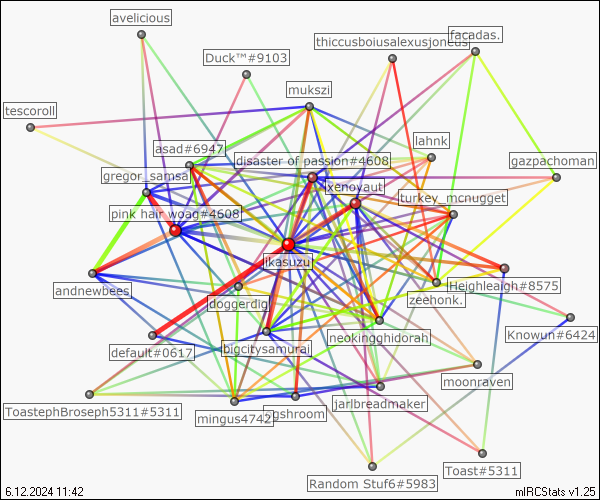 avelicious
thiccusboiusalexusjoneus
facadas.
Duck™#9103
mukszi
tescoroll
asad#6947
lahnk
disaster of passion#4608
gazpachoman
gregor_samsa
xenoyaut
turkey_mcnugget
pink hair wgag#4608
lkasuzu
andnewbees
Heighleaigh#8575
doggerdig
zeehonk.
default#0617
bigcitysamurai
neokingghidorah
Knowun#6424
moonraven
ToastephBroseph5311#5311
mingus4742
gshroom
jarlbreadmaker
Random Stuf6#5983
Toast#5311
6.12.2024 11:42
mIRCStats v1.25